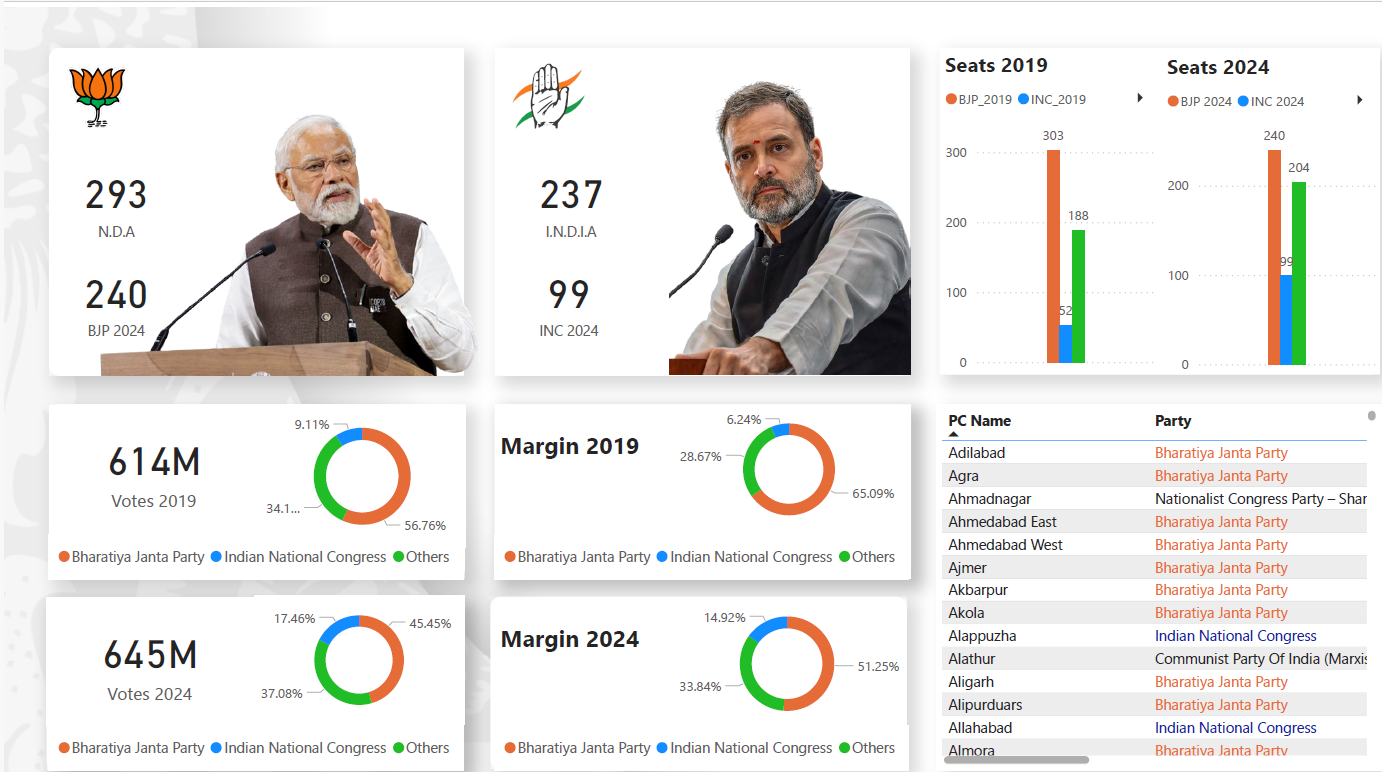 293
N.D.A
240
BJP 2024
237
I.N.D.I.A
99
INC 2024
Seats 2019
BJP_2019 INC_2019
303
300
188
200
100
52
0
Seats 2024
BJP 2024 INC 2024
240
204
200
99
100
0
614M
Votes 2019
9.11%
34.1...
56.76%
Bharatiya Janta Party Indian National Congress Others
Margin 2019
6.24%
28.67%
65.09%
Bharatiya Janta Party Indian National Congress Others
645M
Votes 2024
17.46%
45.45%
37.08%
Bharatiya Janta Party Indian National Congress Others
Margin 2024
14.92%
51.25%
33.84%
Bharatiya Janta Party Indian National Congress Others
PC Name Party
Adilabad Bharatiya Janta Party
Agra Bharatiya Janta Party
Ahmadnagar Nationalist Congress Party – Shar
Ahmedabad East Bharatiya Janta Party
Ahmedabad West Bharatiya Janta Party
Ajmer Bharatiya Janta Party
Akbarpur Bharatiya Janta Party
Akola Bharatiya Janta Party
Alappuzha Indian National Congress
Alathur Communist Party Of India (Marxis
Aligarh Bharatiya Janta Party
Alipurduars Bharatiya Janta Party
Allahabad Indian National Congress
Almora Bharatiya Janta Party